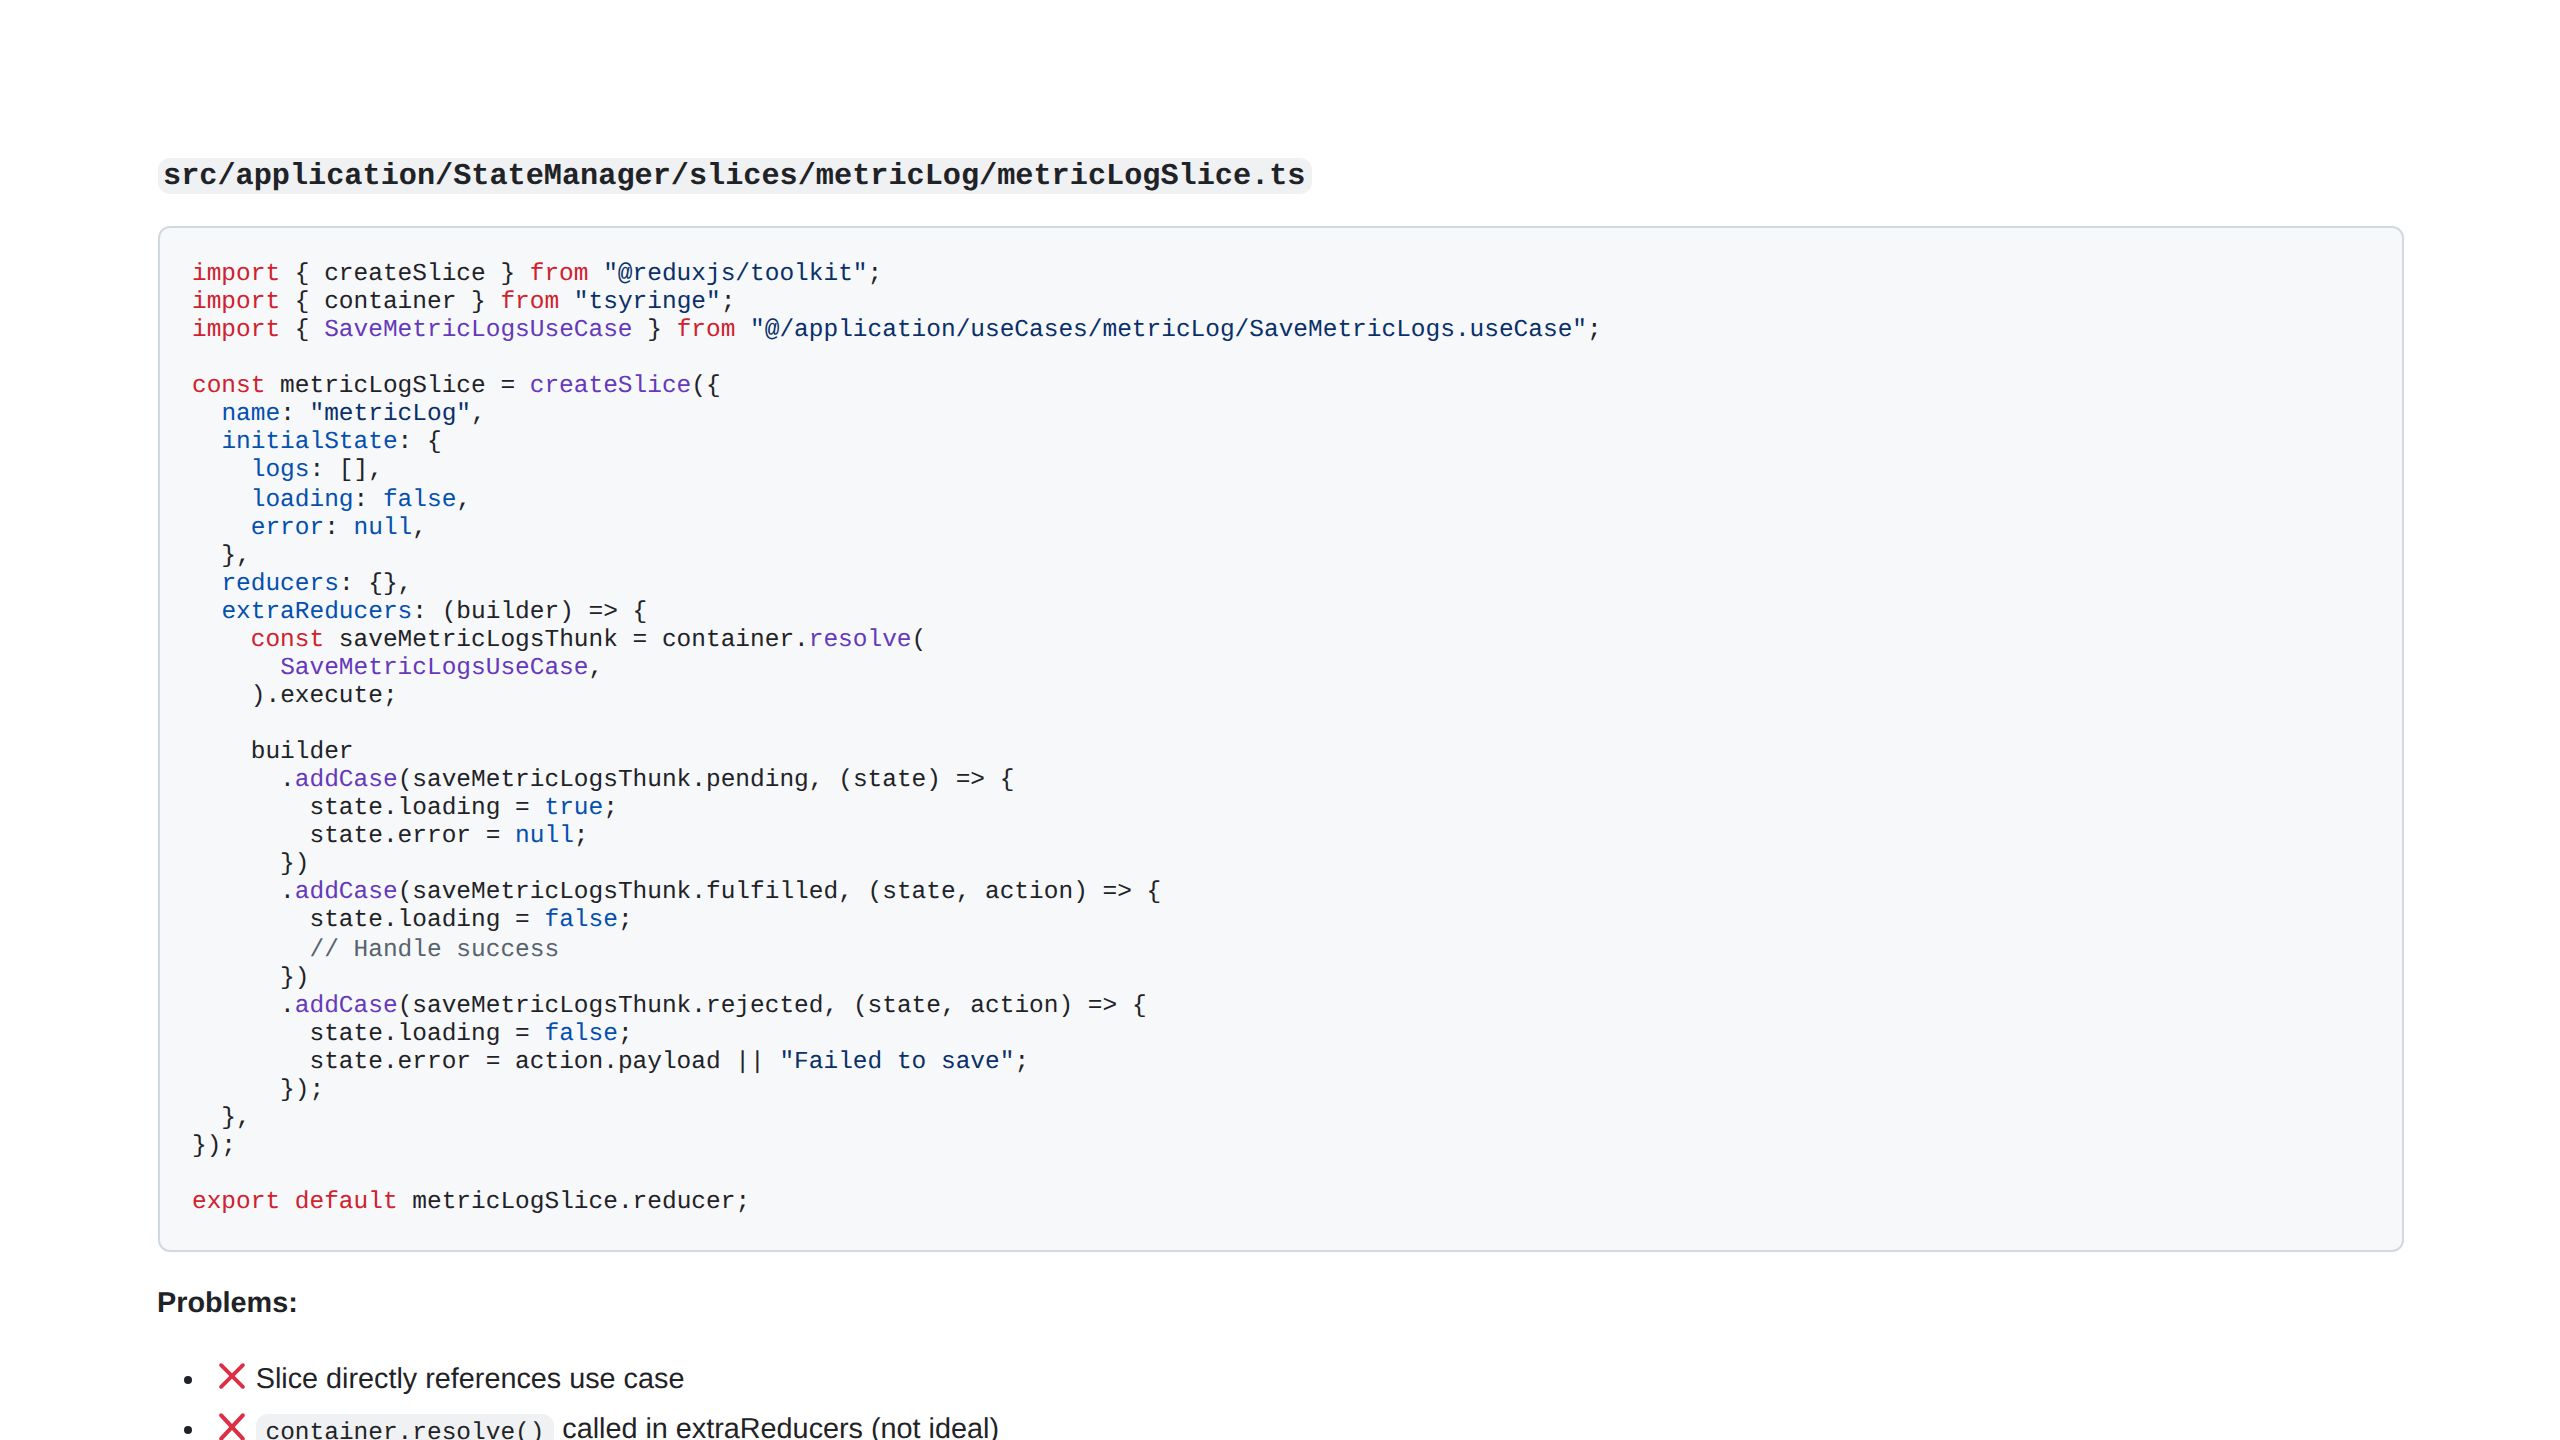 src/application/StateManager/slices/metricLog/metricLogSlice.ts
import { createSlice } from "@reduxjs/toolkit";
import { container } from "tsyringe";
import { SaveMetricLogsUseCase } from "@/application/useCases/metricLog/SaveMetricLogs.useCase";

const metricLogSlice = createSlice({
  name: "metricLog",
  initialState: {
    logs: [],
    loading: false,
    error: null,
  },
  reducers: {},
  extraReducers: (builder) => {
    const saveMetricLogsThunk = container.resolve(
      SaveMetricLogsUseCase,
    ).execute;

    builder
      .addCase(saveMetricLogsThunk.pending, (state) => {
        state.loading = true;
        state.error = null;
      })
      .addCase(saveMetricLogsThunk.fulfilled, (state, action) => {
        state.loading = false;
        // Handle success
      })
      .addCase(saveMetricLogsThunk.rejected, (state, action) => {
        state.loading = false;
        state.error = action.payload || "Failed to save";
      });
  },
});

export default metricLogSlice.reducer;
Problems:
• ❌ Slice directly references use case
• ❌ container.resolve() called in extraReducers (not ideal)